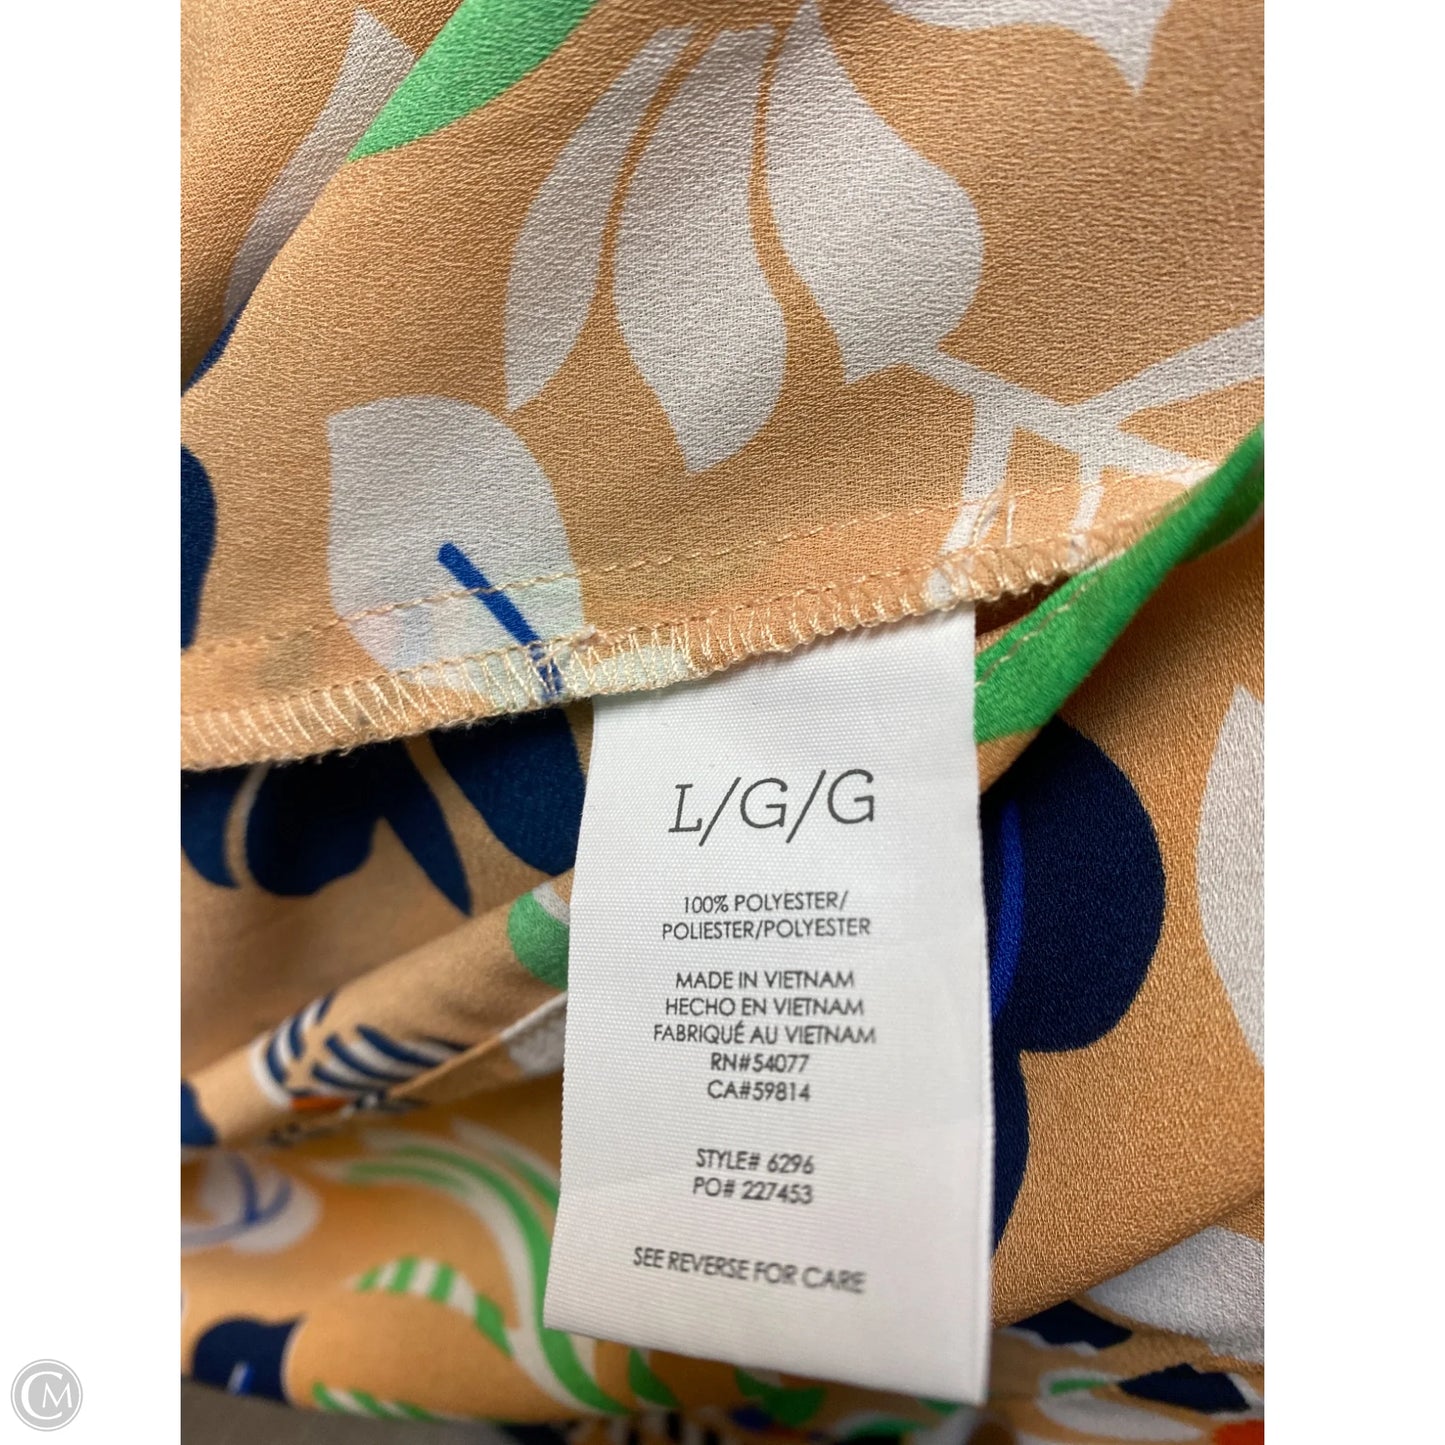 L/G/G
100% POLYESTER/
POLIESTER/POLYESTER
MADE IN VIETNAM
HECHO EN VIETNAM
FABRIQUÉ AU VIETNAM
RN#54077
CA#59814
STYLE# 6296
PO# 227453
SEE REVERSE FOR CARE
CM